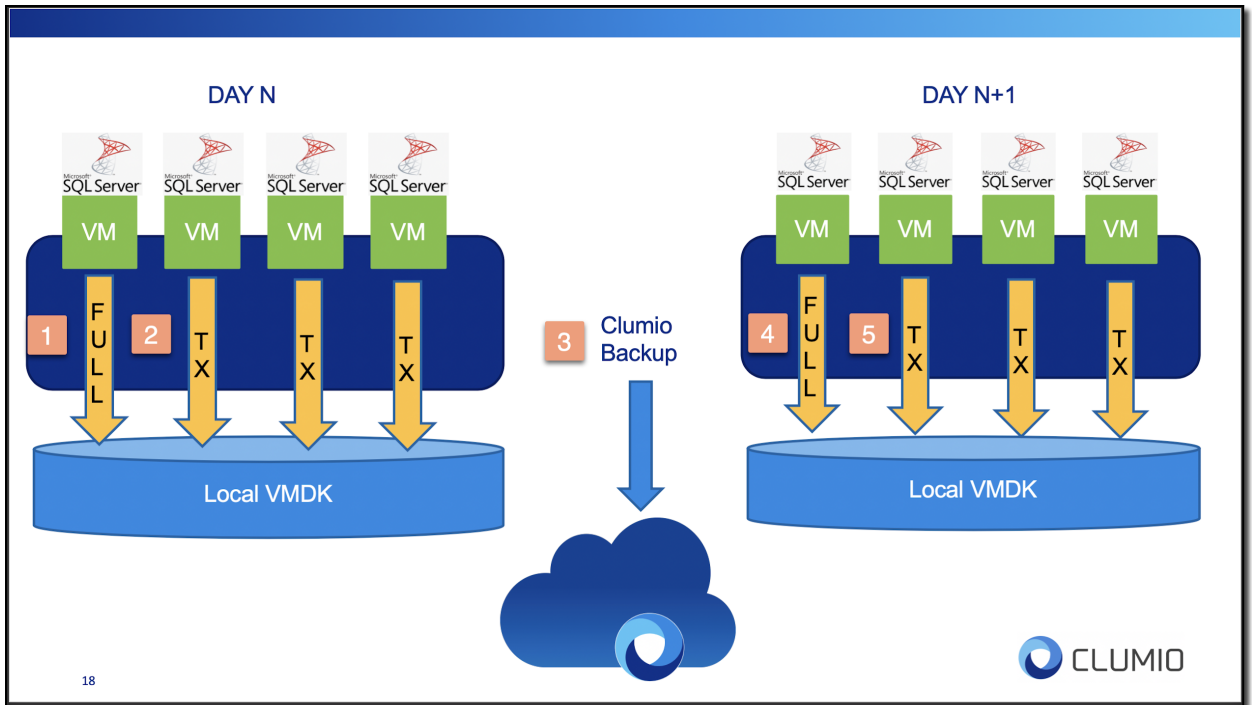 DAY N
DAY N+1
Microsoft SQL Server
Microsoft SQL Server
Microsoft SQL Server
Microsoft SQL Server
Microsoft SQL Server
Microsoft SQL Server
Microsoft SQL Server
Microsoft SQL Server
VM
VM
VM
VM
VM
VM
VM
VM
1
FULL
2
TX
TX
TX
3
Clumio
Backup
4
FULL
5
TX
TX
TX
Local VMDK
Local VMDK
18
CLUMIO